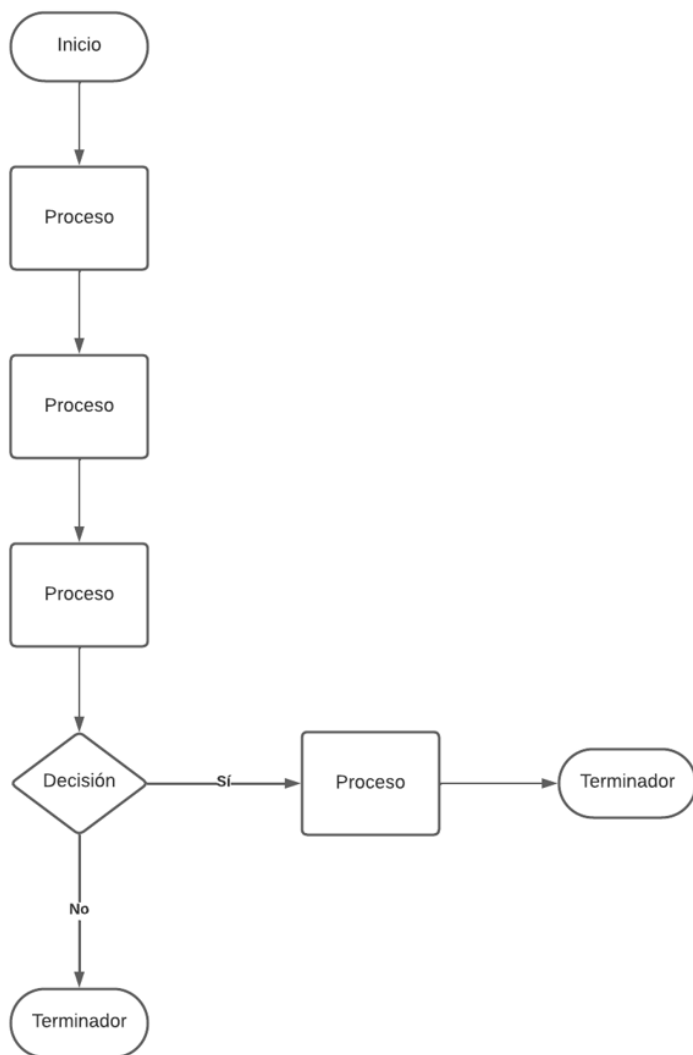 Inicio
Proceso
Proceso
Proceso
Decisión
Sí
Proceso
Terminador
No
Terminador